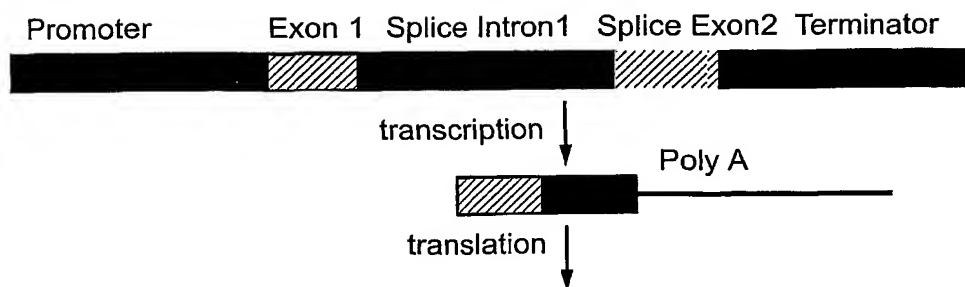 Promoter Exon 1 Splice Intron1 Splice Exon2 Terminator
transcription
Poly A
translation